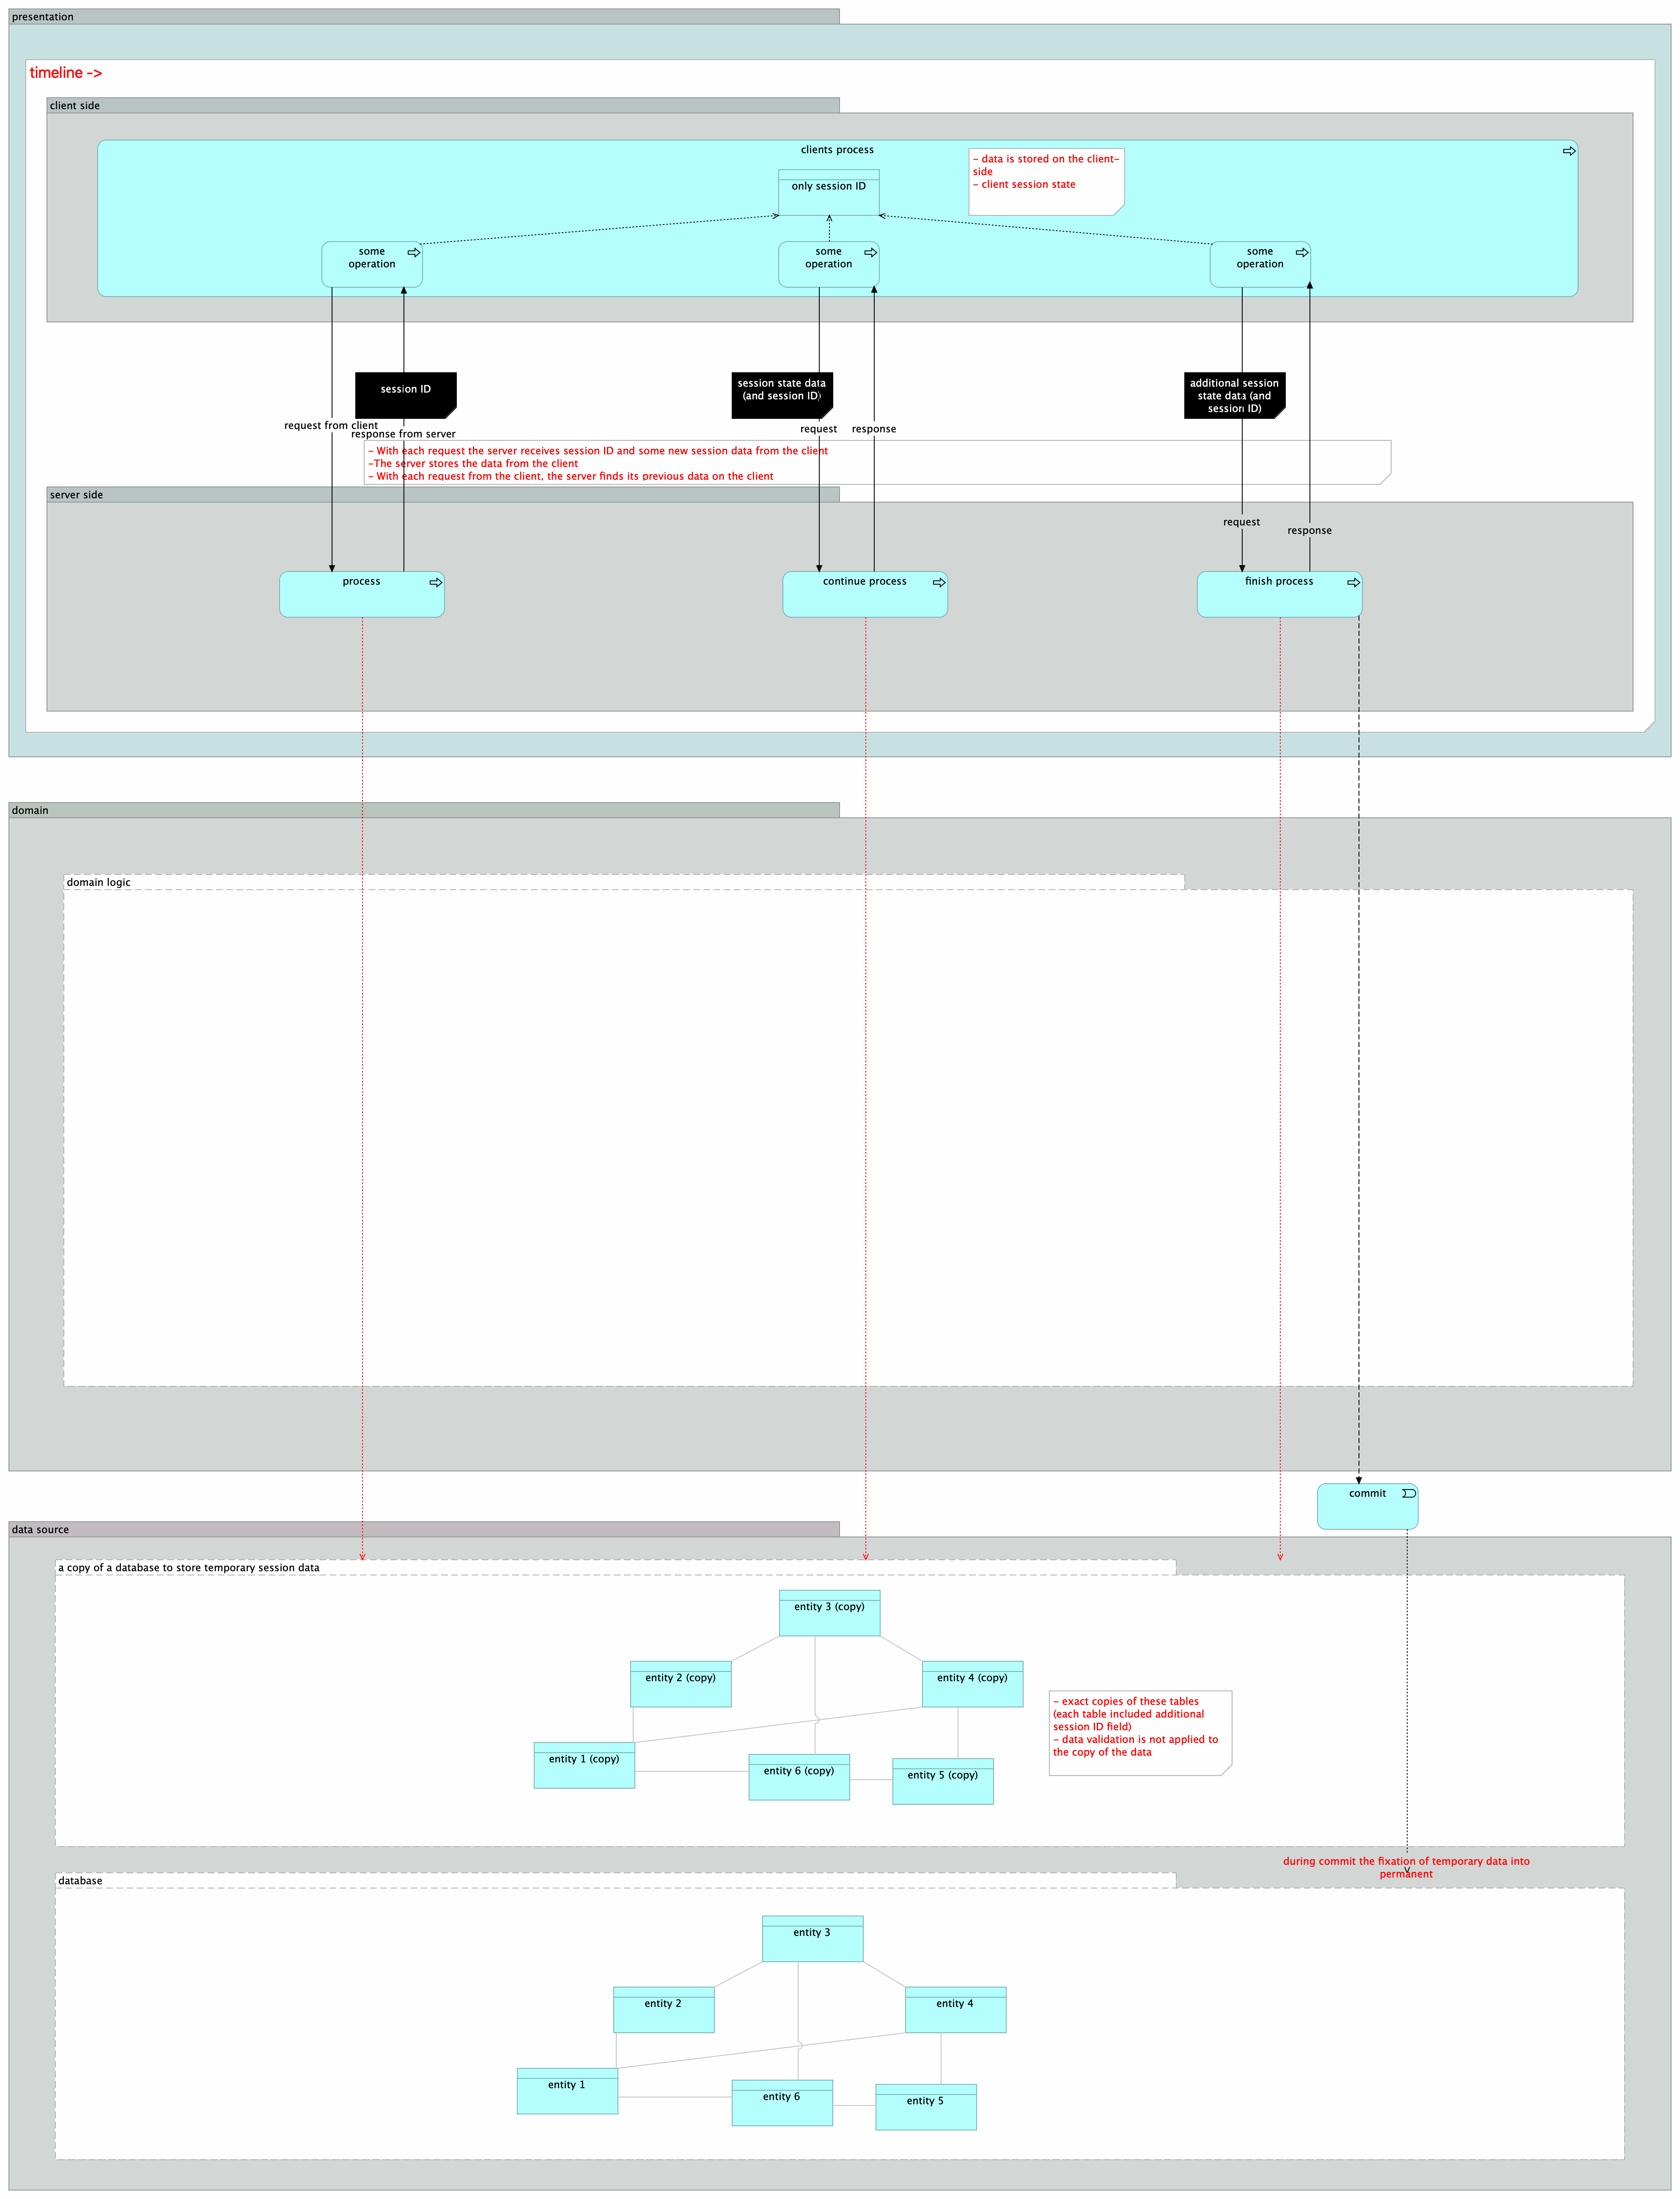 presentation
timeline ->
client side
clients process
- data is stored on the client-
side
- client session state
only session ID
some
operation
some
operation
some
operation
session ID
session state data
(and session ID)
additional session
state data (and
session ID)
request from client
response from server
request
response
- With each request the server receives session ID and some new session data from the client
-The server stores the data from the client
- With each request from the client, the server finds its previous data on the client
server side
request
response
process
continue process
finish process
domain
domain logic
commit
data source
a copy of a database to store temporary session data
entity 3 (copy)
entity 2 (copy)
entity 4 (copy)
- exact copies of these tables
(each table included additional
session ID field)
- data validation is not applied to
the copy of the data
entity 1 (copy)
entity 6 (copy)
entity 5 (copy)
during commit the fixation of temporary data into
permanent
database
entity 3
entity 2
entity 4
entity 1
entity 6
entity 5